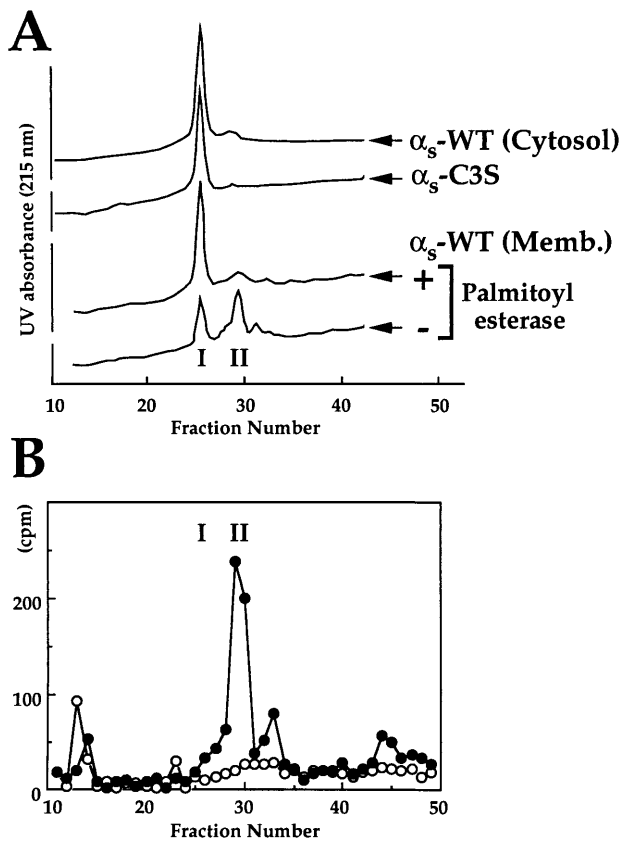 A
UV absorbance (215 nm)
αs-WT (Cytosol)
αs-C3S
αs-WT (Memb.)
+
Palmitoyl
esterase
-
I II
10 20 30 40 50
Fraction Number
B
(cpm)
I II
200
100
0
10 20 30 40 50
Fraction Number